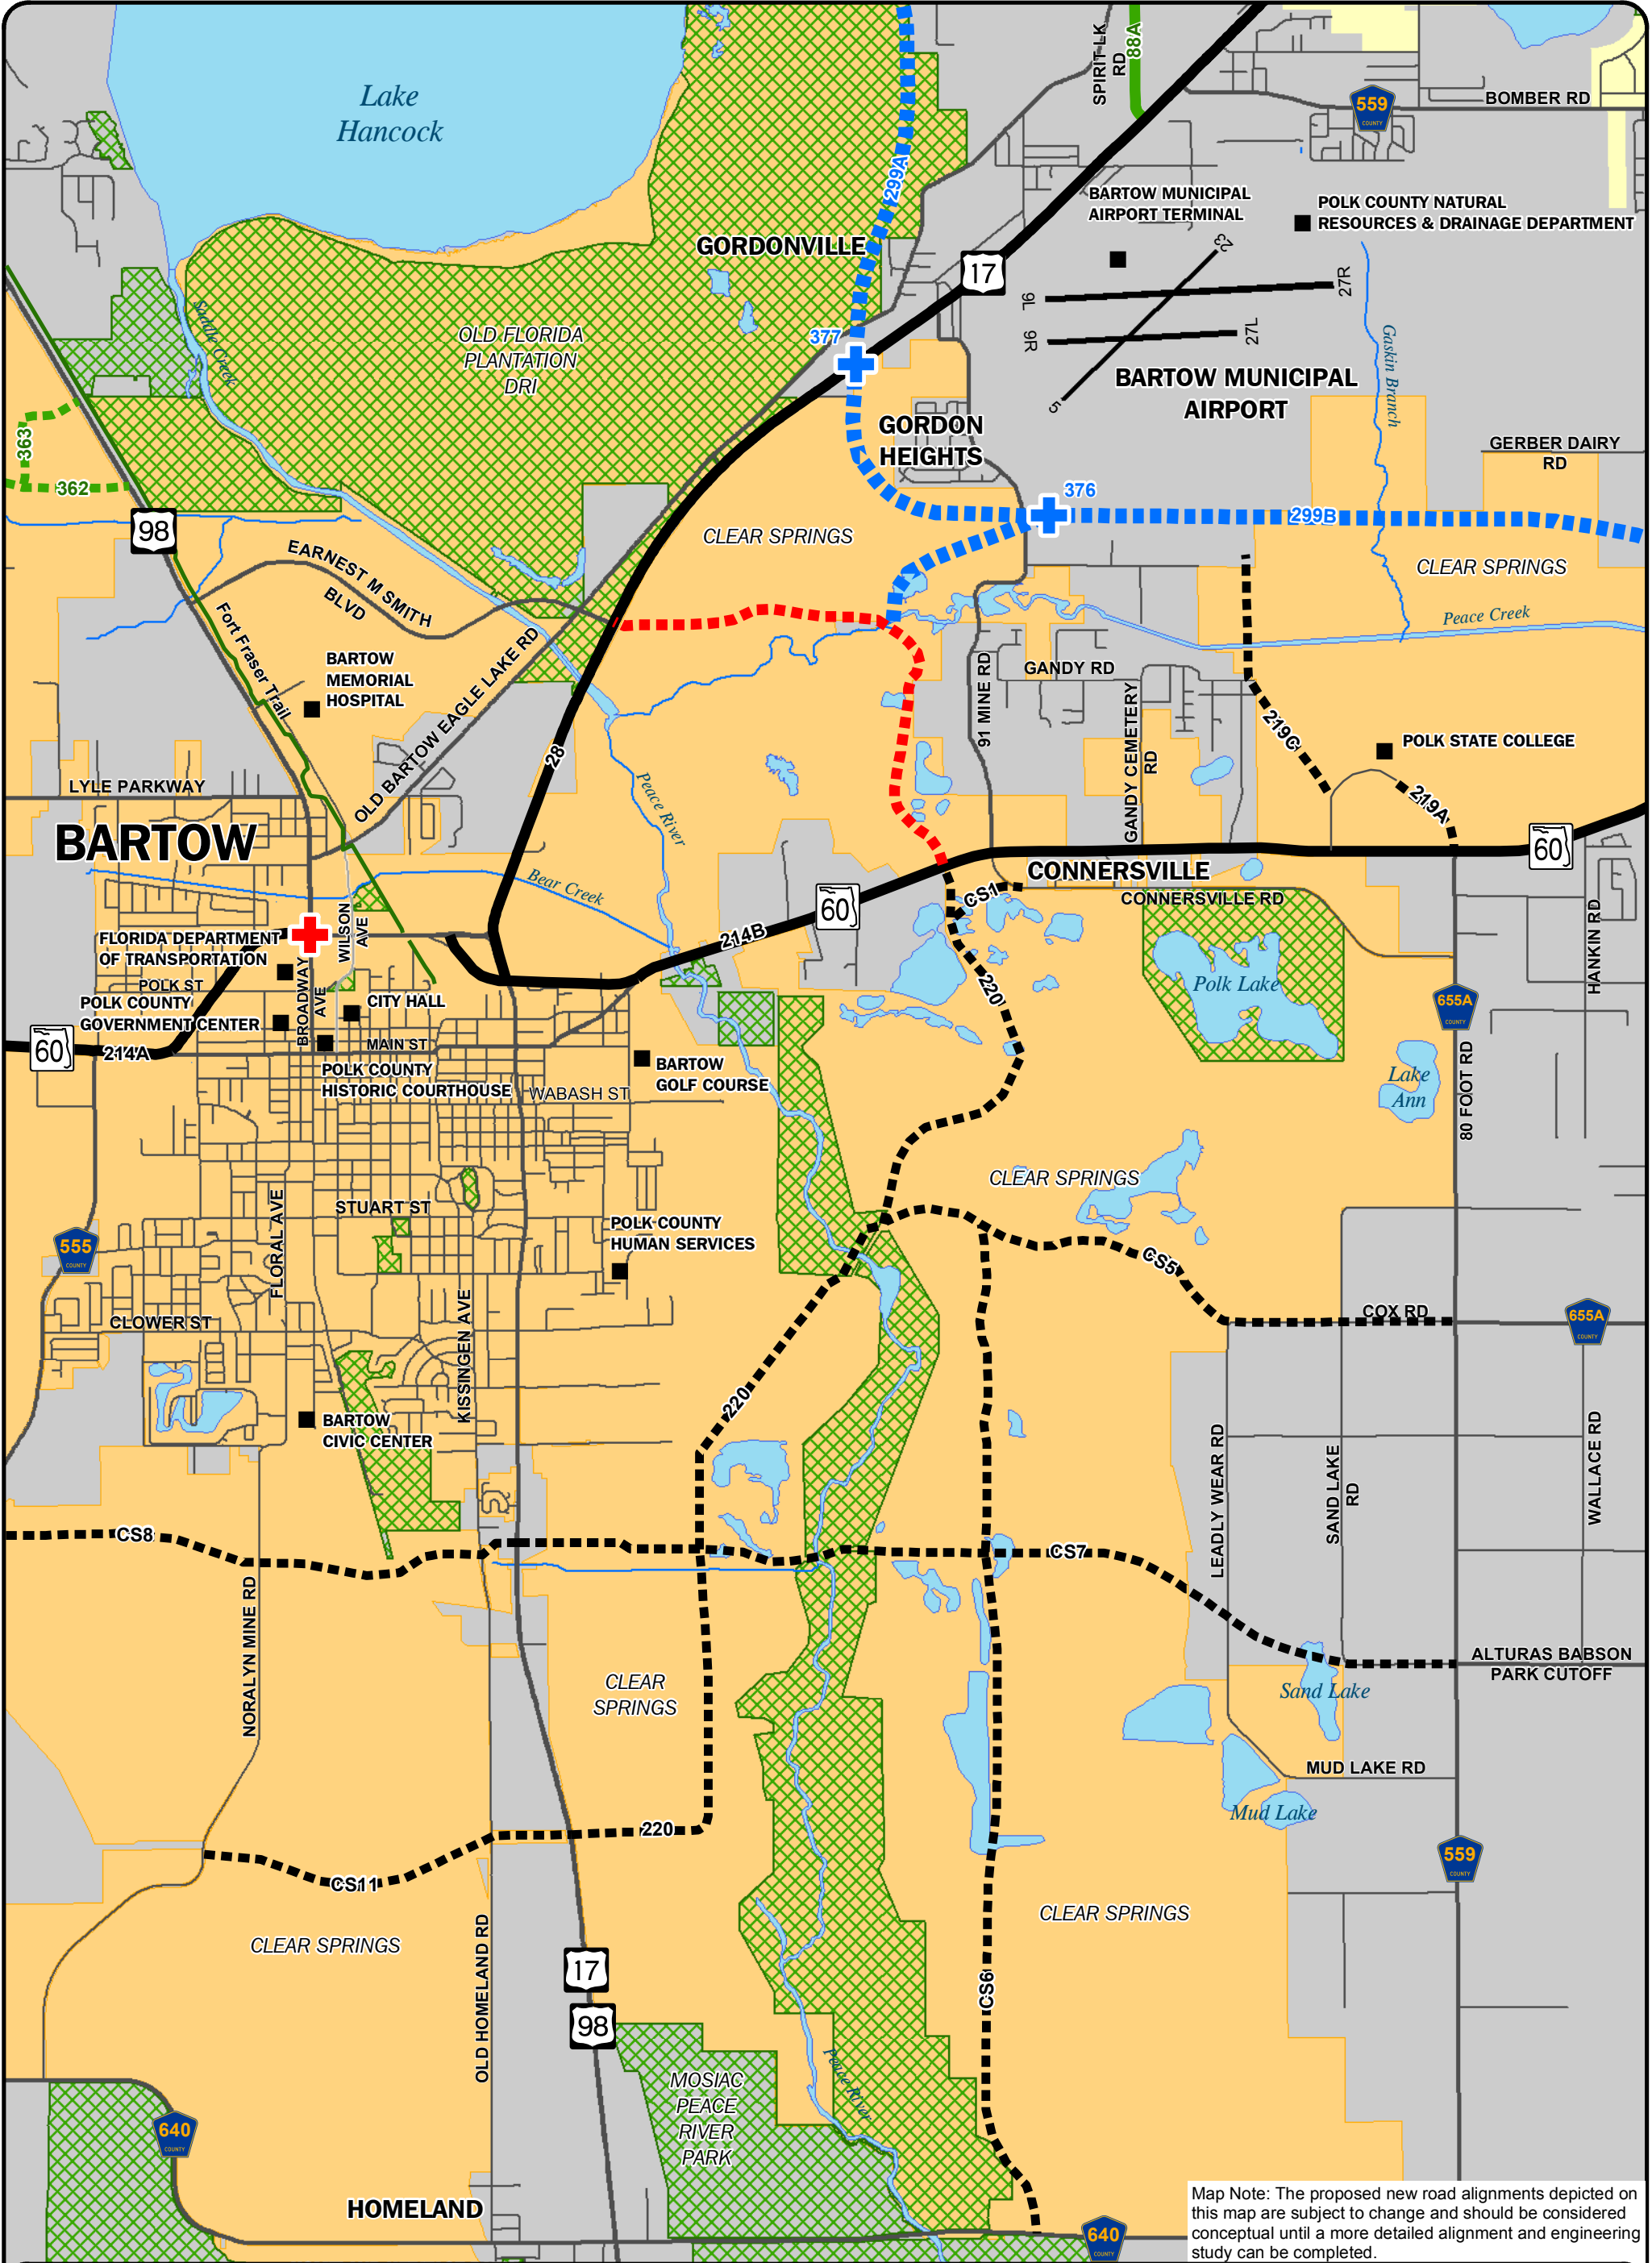 SPIRIT LK
RD
88A
Lake
Hancock
559
COUNTY
BOMBER RD
299A
BARTOW MUNICIPAL
AIRPORT TERMINAL
POLK COUNTY NATURAL
RESOURCES & DRAINAGE DEPARTMENT
GORDONVILLE
17
23
27R
9L
Saddle Creek
OLD FLORIDA
PLANTATION
DRI
377
9R
27L
Gaskin Branch
BARTOW MUNICIPAL
AIRPORT
5
GORDON
HEIGHTS
363
GERBER DAIRY
RD
362
376
98
299B
CLEAR SPRINGS
CLEAR SPRINGS
EARNEST M SMITH
BLVD
Fort Fraser Trail
Peace Creek
BARTOW
MEMORIAL
HOSPITAL
OLD BARTOW EAGLE LAKE RD
91 MINE RD
GANDY RD
GANDY CEMETERY
RD
219C
POLK STATE COLLEGE
28
Peace River
LYLE PARKWAY
219A
BARTOW
60
CONNERSVILLE
Bear Creek
CS1
CONNERSVILLE RD
60
214B
WILSON
AVE
FLORIDA DEPARTMENT
OF TRANSPORTATION
HANKIN RD
POLK ST
220
Polk Lake
POLK COUNTY
GOVERNMENT CENTER
BROADWAY
AVE
CITY HALL
655A
COUNTY
60
214A
MAIN ST
POLK COUNTY
HISTORIC COURTHOUSE
BARTOW
GOLF COURSE
WABASH ST
Lake
Ann
80 FOOT RD
CLEAR SPRINGS
STUART ST
FLORAL AVE
POLK COUNTY
HUMAN SERVICES
555
COUNTY
CS5
CLOWER ST
KISSINGEN AVE
COX RD
655A
COUNTY
220
BARTOW
CIVIC CENTER
LEADLY WEAR RD
SAND LAKE
RD
WALLACE RD
CS8
CS7
NORALYN MINE RD
ALTURAS BABSON
PARK CUTOFF
CLEAR
SPRINGS
Sand Lake
MUD LAKE RD
Mud Lake
220
559
COUNTY
CS11
CLEAR SPRINGS
CLEAR SPRINGS
OLD HOMELAND RD
17
98
CS6
MOSIAC
PEACE
RIVER
PARK
Peace River
640
COUNTY
HOMELAND
640
COUNTY
Map Note: The proposed new road alignments depicted on
this map are subject to change and should be considered
conceptual until a more detailed alignment and engineering
study can be completed.